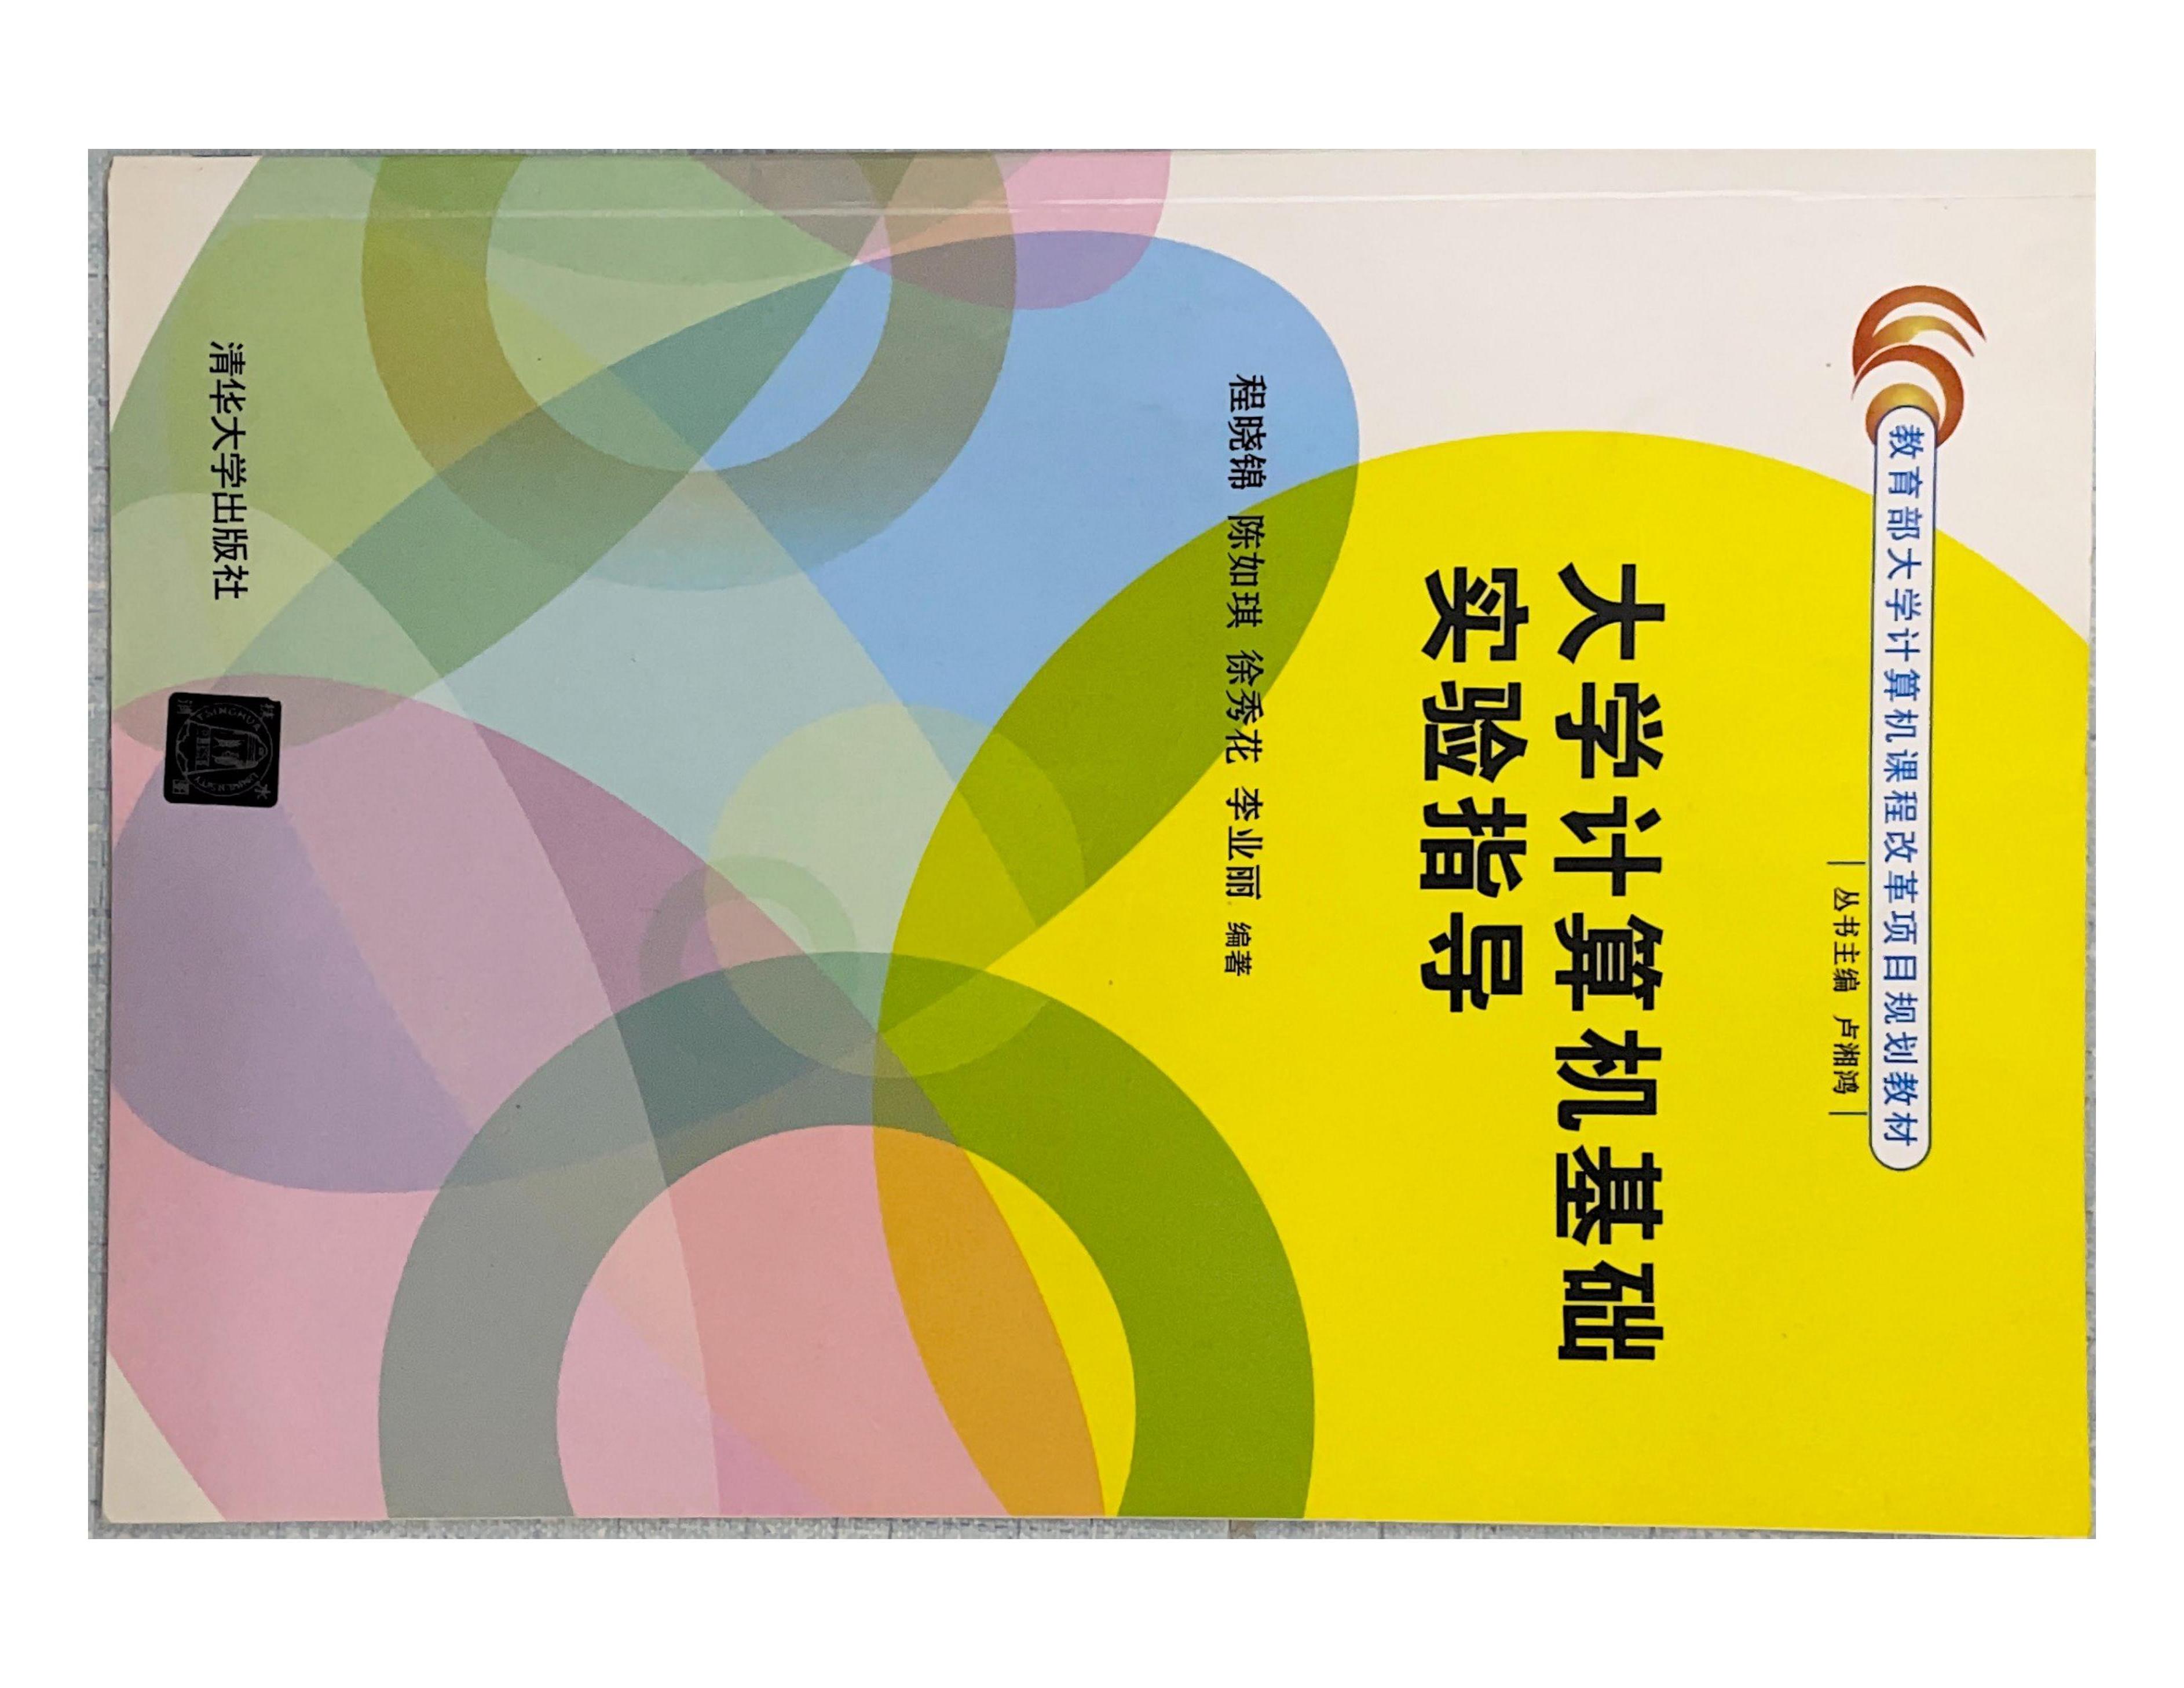 教育部大学计算机课程改革项目规划教材
丛书主编 卢湘鸿
大学计算机基础
实验指导
程晓锦 陈如琪 徐秀花 李业丽 编著
清华大学出版社
TSINGHUA